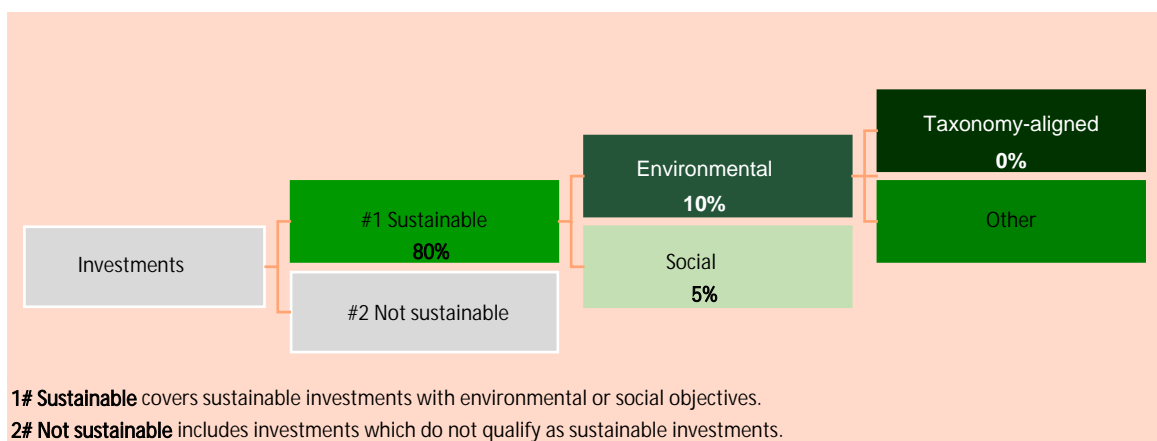 Taxonomy-aligned
0%
Environmental
10%
#1 Sustainable
80%
Other
Investments
Social
5%
#2 Not sustainable
1# Sustainable covers sustainable investments with environmental or social objectives.
2# Not sustainable includes investments which do not qualify as sustainable investments.